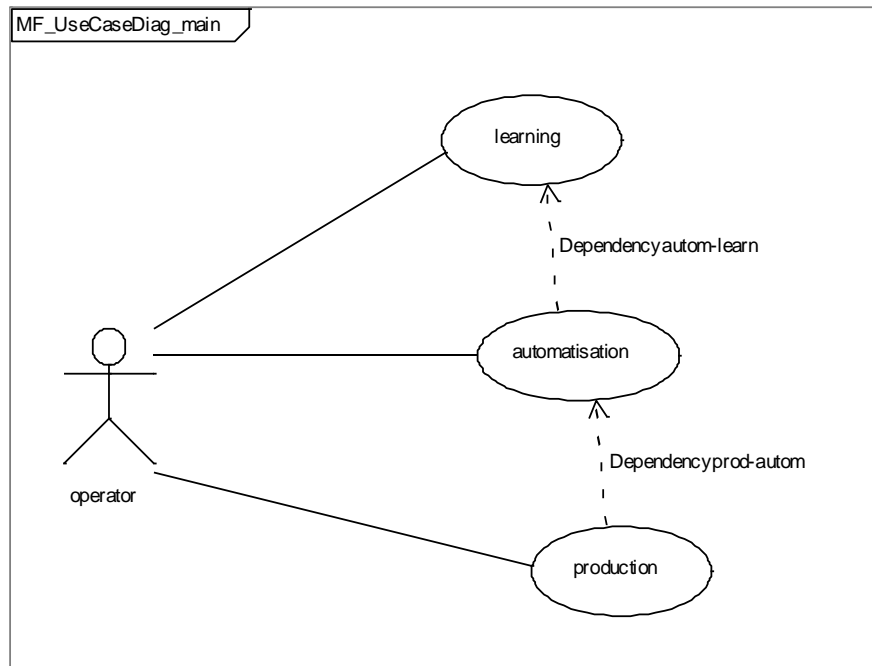 MF_UseCaseDiag_main
learning
Dependencyautom-learn
automatisation
Dependencyprod-autom
operator
production